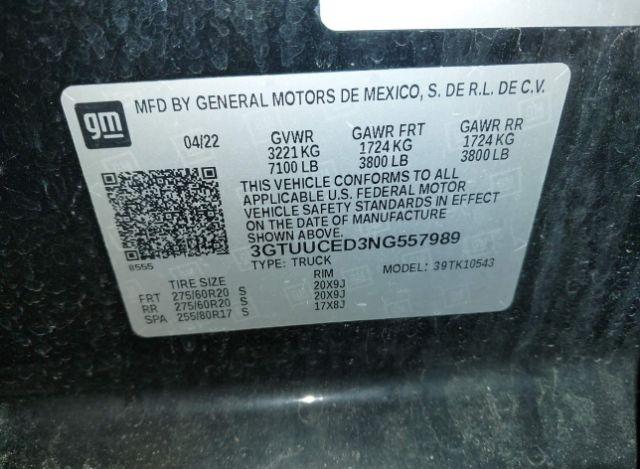 gm
MFD BY GENERAL MOTORS DE MEXICO, S. DE R.L. DE C.V.
04/22 GVWR GAWR FRT GAWR RR
3221 KG 1724 KG 1724 KG
7100 LB 3800 LB 3800 LB
THIS VEHICLE CONFORMS TO ALL
APPLICABLE U.S. FEDERAL MOTOR
VEHICLE SAFETY STANDARDS IN EFFECT ON
THE DATE OF MANUFACTURE
SHOWN ABOVE.
8555
3GTUUCED3NG557989
TYPE: TRUCK MODEL: 39TK10543
TIRE SIZE RIM
FRT 275/60R20 S 20X9J
RR 275/60R20 S 20X9J
SPA 255/80R17 S 17X8J